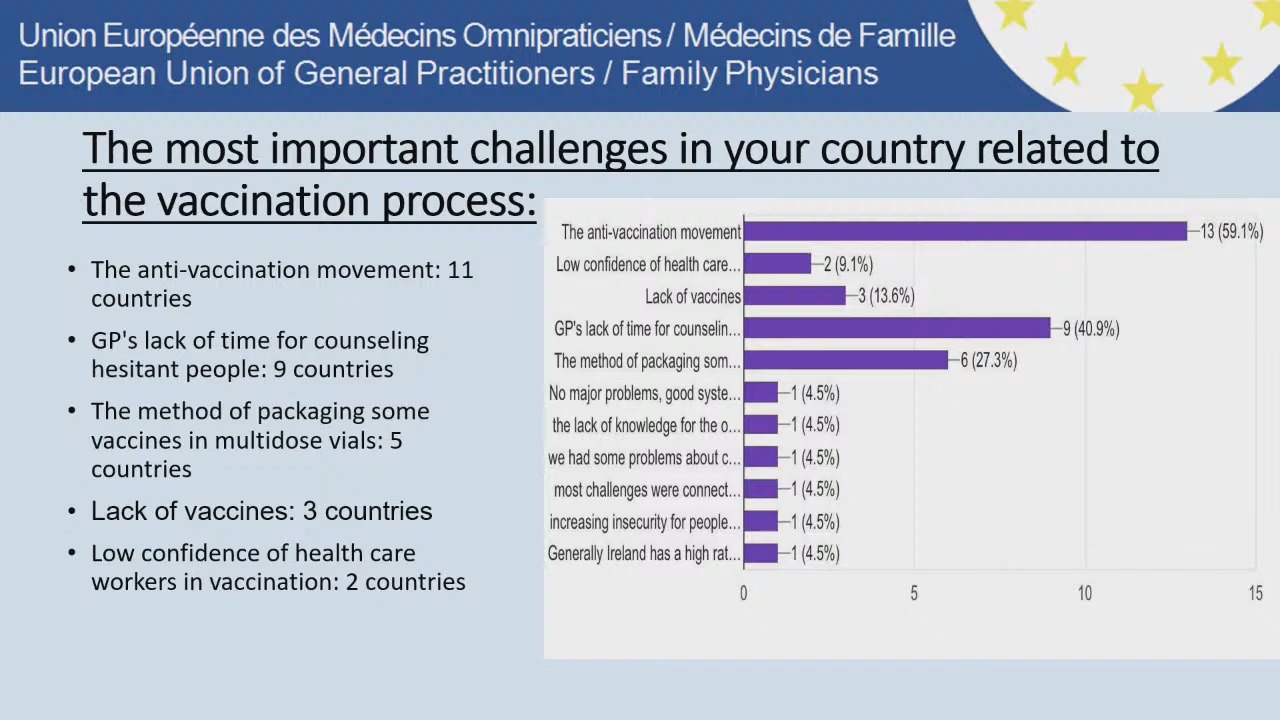 Union Européenne des Médecins Omnipraticiens / Médecins de Famille
European Union of General Practitioners / Family Physicians
The most important challenges in your country related to
the vaccination process:
• The anti-vaccination movement: 11
countries
• GP's lack of time for counseling
hesitant people: 9 countries
• The method of packaging some
vaccines in multidose vials: 5
countries
• Lack of vaccines: 3 countries
• Low confidence of health care
workers in vaccination: 2 countries
The anti-vaccination movement 13 (59.1%)
Low confidence of health care… 2 (9.1%)
Lack of vaccines 3 (13.6%)
GP's lack of time for counselin… 9 (40.9%)
The method of packaging som… 6 (27.3%)
No major problems, good syste… 1 (4.5%)
the lack of knowledge for the o… 1 (4.5%)
we had some problems about c… 1 (4.5%)
most challenges were connect… 1 (4.5%)
increasing insecurity for people… 1 (4.5%)
Generally Ireland has a high rat… 1 (4.5%)
0 5 10 15